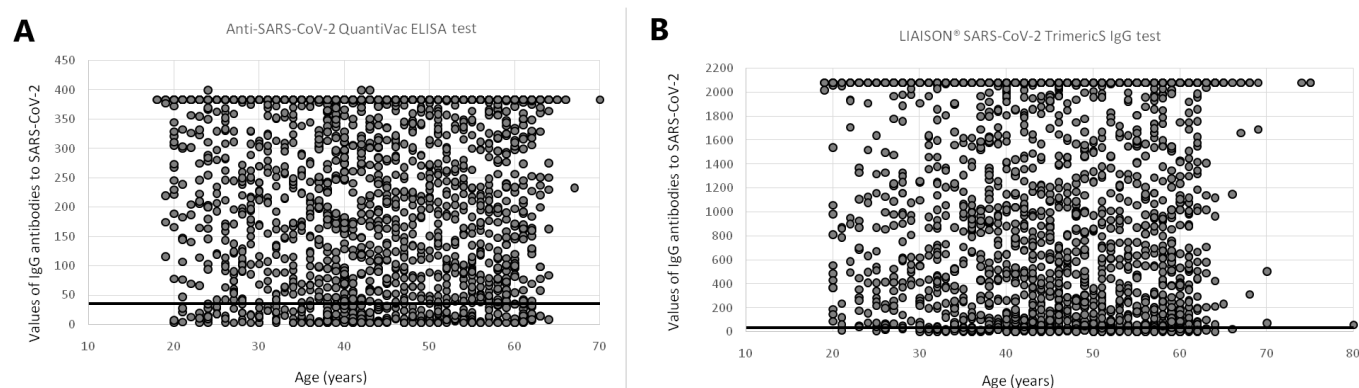 A
Anti-SARS-CoV-2 QuantiVac ELISA test
Values of IgG antibodies to SARS-CoV-2
450
400
350
300
250
200
150
100
50
0
10 20 30 40 50 60 70
Age (years)
B
LIAISON® SARS-CoV-2 TrimericS IgG test
Values of IgG antibodies to SARS-CoV-2
2200
2000
1800
1600
1400
1200
1000
800
600
400
200
0
10 20 30 40 50 60 70 80
Age (years)